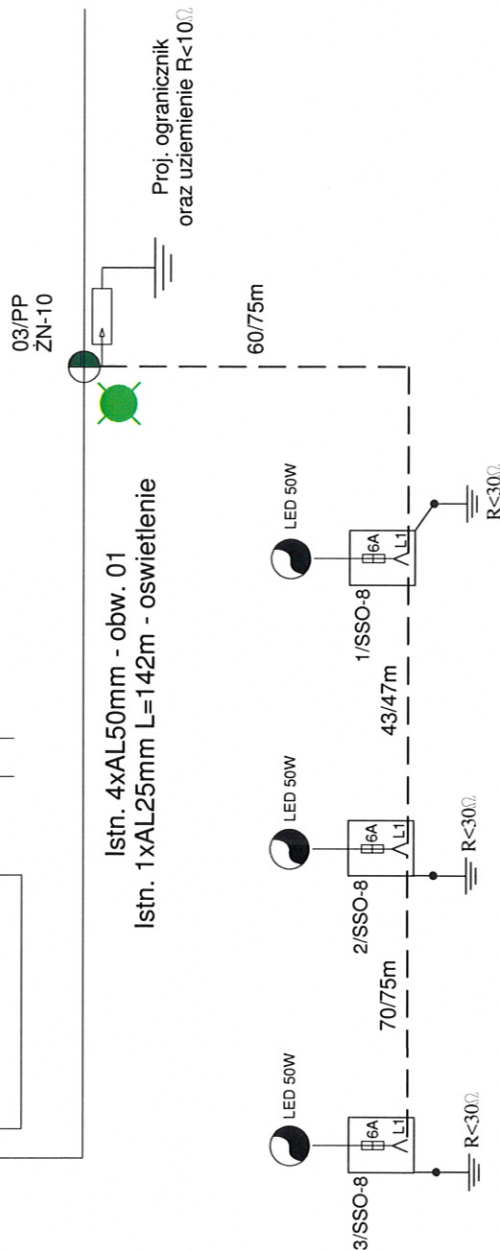 03/PP
ŻN-10
Proj. ogranicznik
oraz uziemienie R<10Ω
60/75m
Istn. 4xAL50mm - obw. 01
Istn. 1xAL25mm L=142m - oswietlenie
LED 50W
6A
L1
1/SSO-8
R<30Ω
43/47m
LED 50W
6A
L1
2/SSO-8
R<30Ω
70/75m
LED 50W
6A
L1
3/SSO-8
R<30Ω